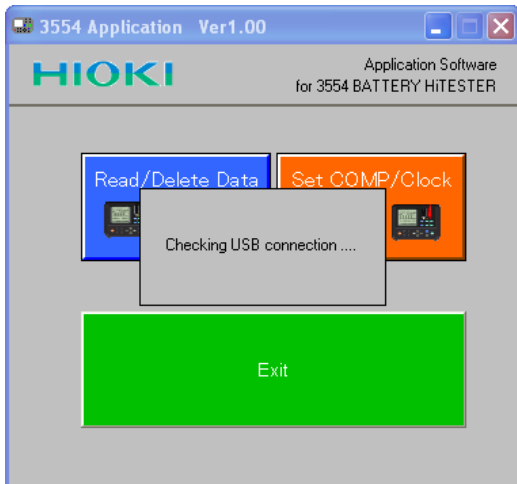 3554 Application Ver1.00
HIOKI
Application Software
for 3554 BATTERY HiTESTER
Read/Delete Data
Set COMP/Clock
Checking USB connection ....
Exit